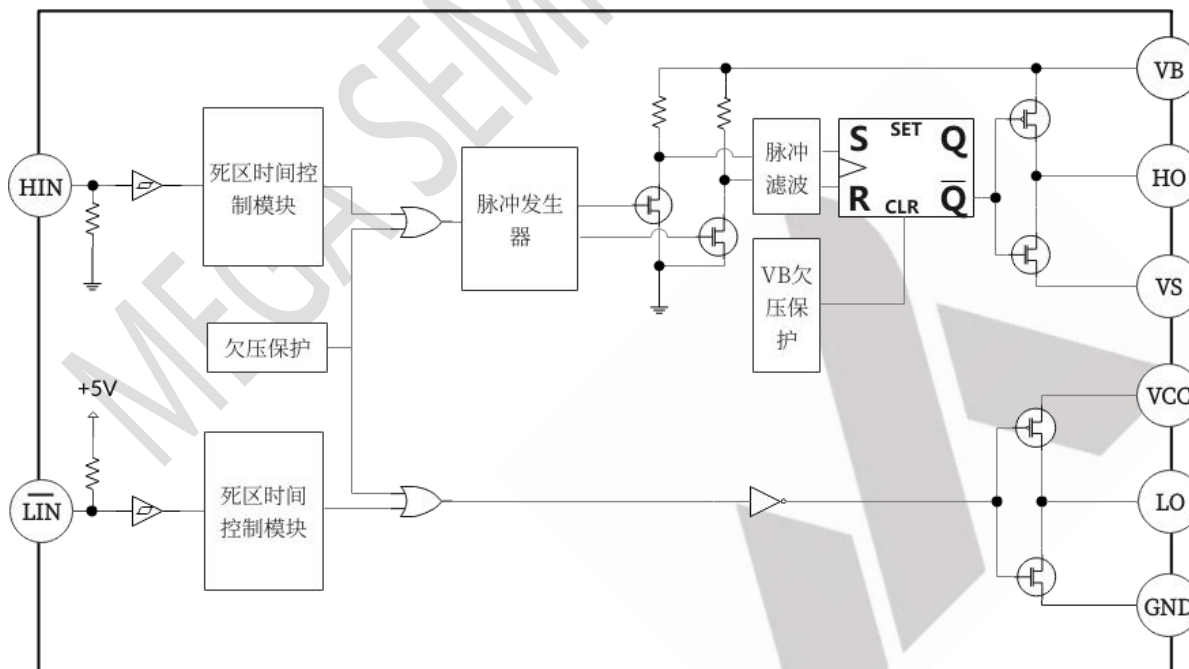 MEGA SEMI
VB
HIN
死区时间控
制模块
脉冲发生
器
脉冲
滤波
S SET Q
R CLR Q̅
HO
VB欠
压保
护
VS
欠压保护
+5V
VCC
L̅I̅N̅
死区时间
控制模块
LO
GND